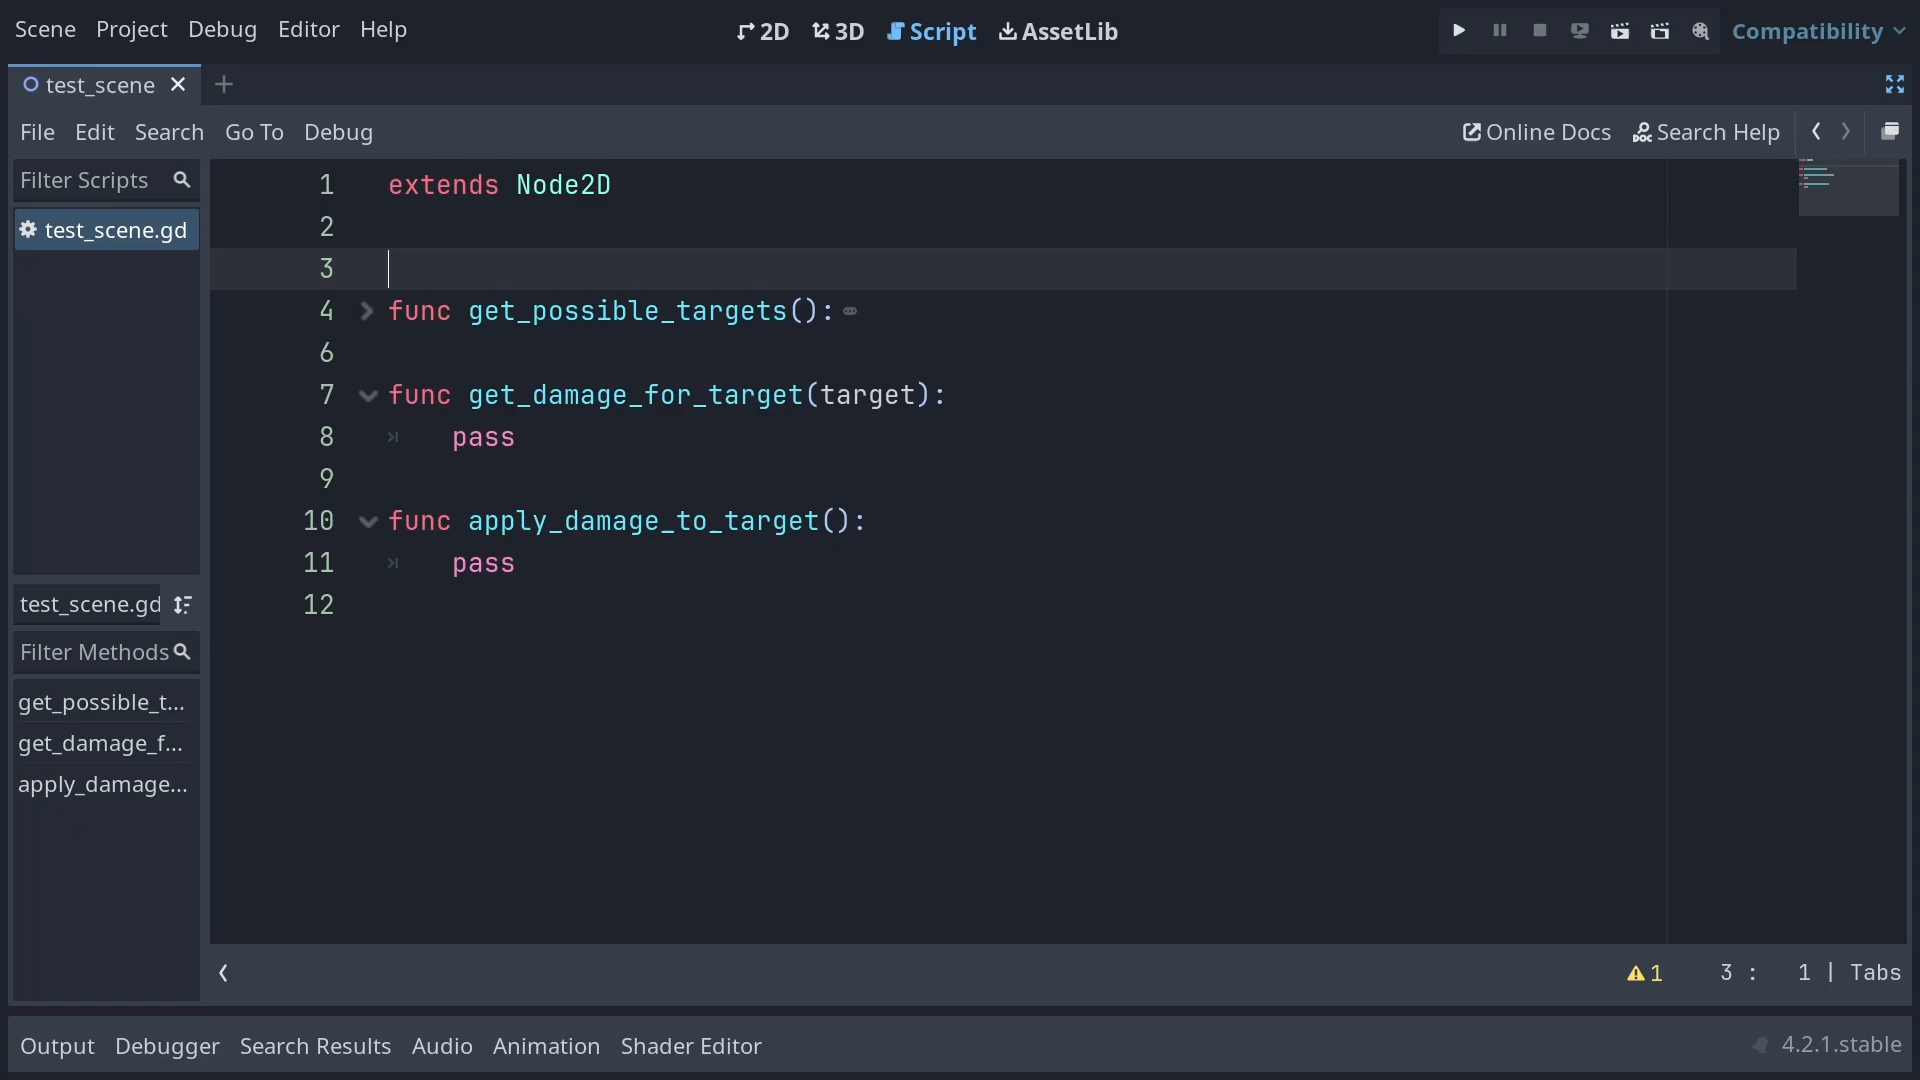 Scene Project Debug Editor Help 2D 3D Script AssetLib Compatibility
test_scene
File Edit Search Go To Debug Online Docs Search Help
Filter Scripts
test_scene.gd
1 extends Node2D
2
3
4 func get_possible_targets():
6
7 func get_damage_for_target(target):
8 pass
9
10 func apply_damage_to_target():
11 pass
12
test_scene.gd
Filter Methods
get_possible_t...
get_damage_f...
apply_damage...
1 3 : 1 | Tabs
Output Debugger Search Results Audio Animation Shader Editor 4.2.1.stable